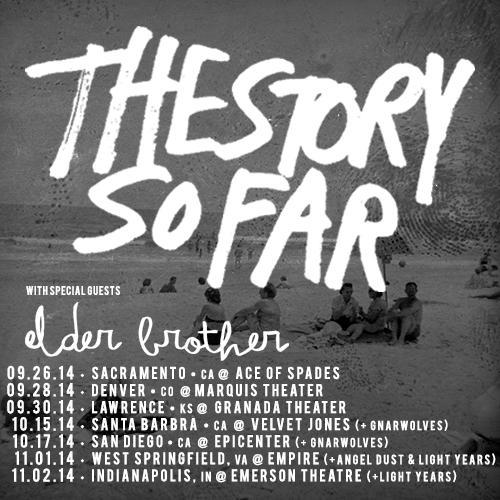 THE STORY
SO FAR
WITH SPECIAL GUESTS
elder brother
09.26.14 • SACRAMENTO • CA @ ACE OF SPADES
09.28.14 • DENVER • CO @ MARQUIS THEATER
09.30.14 • LAWRENCE • KS @ GRANADA THEATER
10.15.14 • SANTA BARBRA • CA @ VELVET JONES (+ GNARWOLVES)
10.17.14 • SAN DIEGO • CA @ EPICENTER (+ GNARWOLVES)
11.01.14 • WEST SPRINGFIELD, VA @ EMPIRE (+ANGEL DUST & LIGHT YEARS)
11.02.14 • INDIANAPOLIS, IN @ EMERSON THEATRE (+LIGHT YEARS)